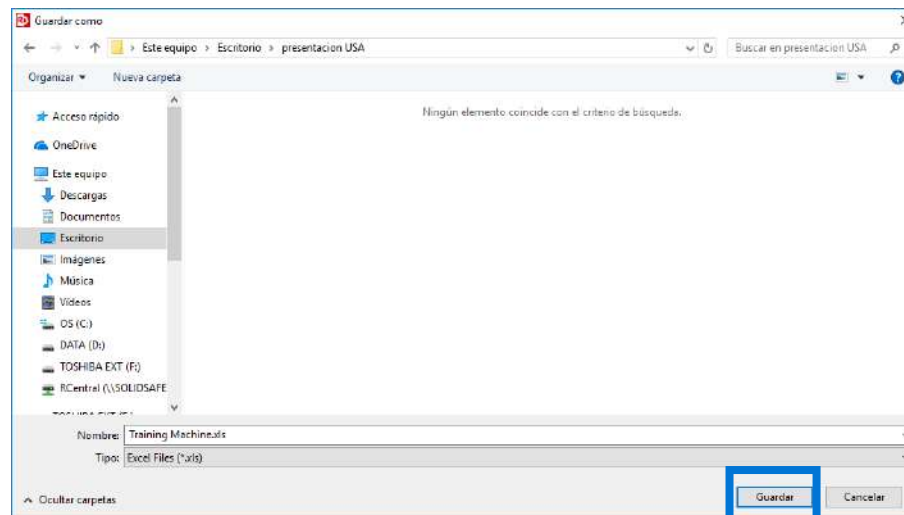 Guardar como
Este equipo > Escritorio > presentacion USA
Buscar en presentacion USA
Organizar
Nueva carpeta
Ningún elemento coincide con el criterio de búsqueda.
Acceso rápido
OneDrive
Este equipo
Descargas
Documentos
Escritorio
Imágenes
Música
Vídeos
OS (C:)
DATA (D:)
TOSHIBA EXT (F:)
RCentral (\\SOLIDSAFE
Nombre: Training Machine.xls
Tipo: Excel Files (*.xls)
Ocultar carpetas
Guardar
Cancelar